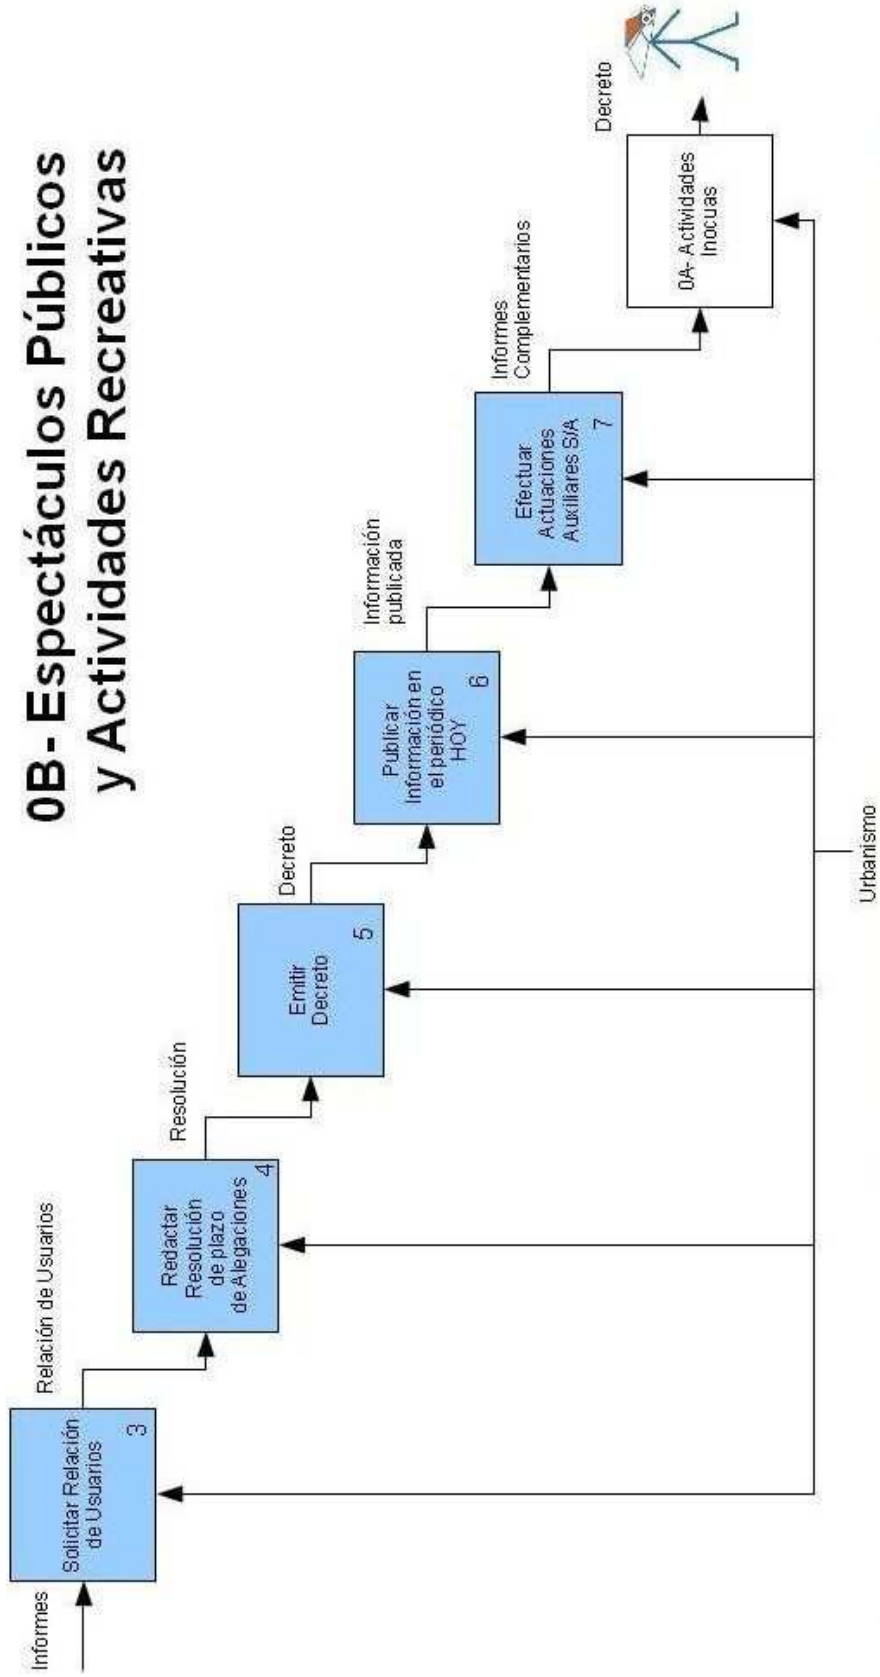 0B- Espectáculos Públicos
y Actividades Recreativas
Informes
Solicitar Relación
de Usuarios
3
Relación de Usuarios
Redactar
Resolución
de plazo
de Alegaciones
4
Resolución
Emitir
Decreto
5
Decreto
Publicar
Información en
el periódico
HOY
6
Información
publicada
Efectuar
Actuaciones
Auxiliares S/A
7
Informes
Complementarios
0A- Actividades
Inocuas
Decreto
Urbanismo